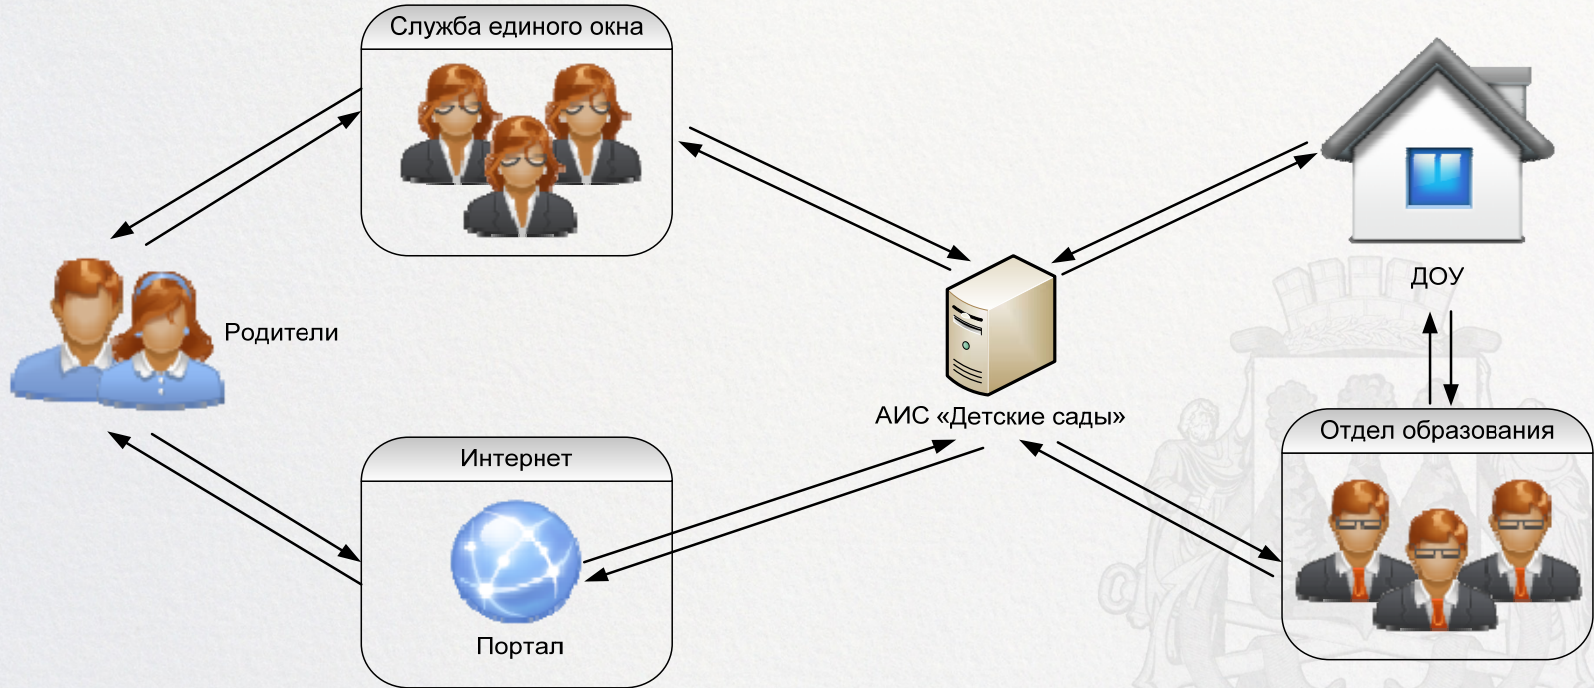 Служба единого окна
ДОУ
Родители
АИС «Детские сады»
Отдел образования
Интернет
Портал